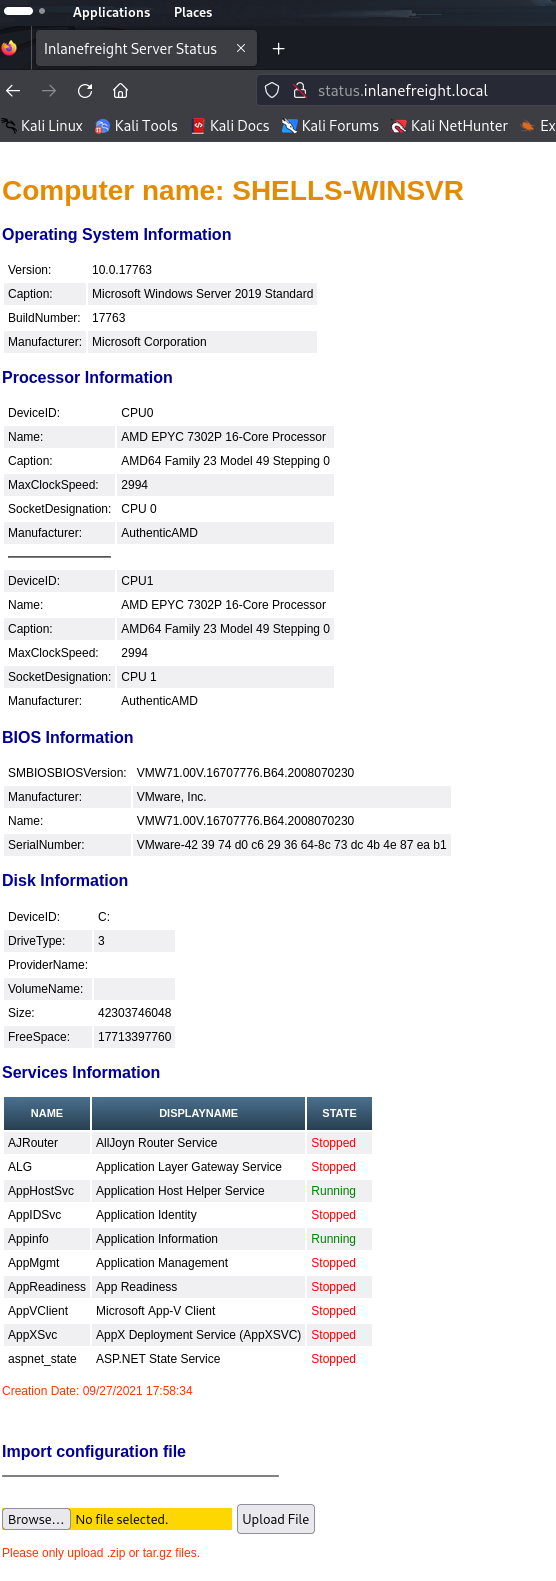 Applications Places
Inlanefreight Server Status
status.inlanefreight.local
Kali Linux Kali Tools Kali Docs Kali Forums Kali NetHunter Ex
Computer name: SHELLS-WINSVR
Operating System Information
Version: 10.0.17763
Caption: Microsoft Windows Server 2019 Standard
BuildNumber: 17763
Manufacturer: Microsoft Corporation
Processor Information
DeviceID: CPU0
Name: AMD EPYC 7302P 16-Core Processor
Caption: AMD64 Family 23 Model 49 Stepping 0
MaxClockSpeed: 2994
SocketDesignation: CPU 0
Manufacturer: AuthenticAMD
DeviceID: CPU1
Name: AMD EPYC 7302P 16-Core Processor
Caption: AMD64 Family 23 Model 49 Stepping 0
MaxClockSpeed: 2994
SocketDesignation: CPU 1
Manufacturer: AuthenticAMD
BIOS Information
SMBIOSBIOSVersion: VMW71.00V.16707776.B64.2008070230
Manufacturer: VMware, Inc.
Name: VMW71.00V.16707776.B64.2008070230
SerialNumber: VMware-42 39 74 d0 c6 29 36 64-8c 73 dc 4b 4e 87 ea b1
Disk Information
DeviceID: C:
DriveType: 3
ProviderName:
VolumeName:
Size: 42303746048
FreeSpace: 17713397760
Services Information
NAME DISPLAYNAME STATE
AJRouter AllJoyn Router Service Stopped
ALG Application Layer Gateway Service Stopped
AppHostSvc Application Host Helper Service Running
AppIDSvc Application Identity Stopped
Appinfo Application Information Running
AppMgmt Application Management Stopped
AppReadiness App Readiness Stopped
AppVClient Microsoft App-V Client Stopped
AppXSvc AppX Deployment Service (AppXSVC) Stopped
aspnet_state ASP.NET State Service Stopped
Creation Date: 09/27/2021 17:58:34
Import configuration file
Browse… No file selected. Upload File
Please only upload .zip or tar.gz files.